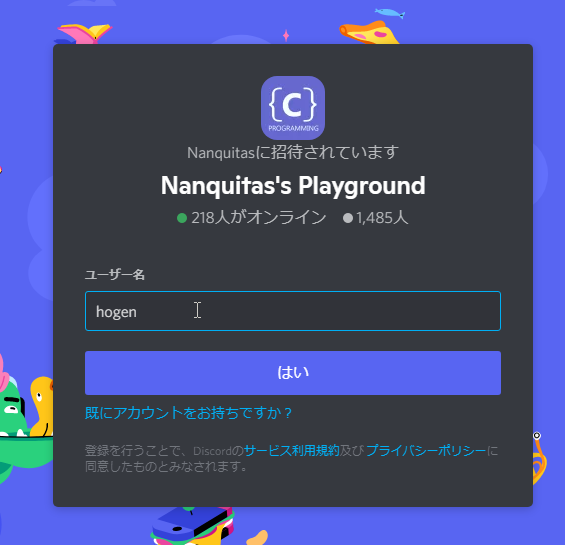 {C}
PROGRAMMING
Nanquitasに招待されています
Nanquitas's Playground
218人がオンライン 1,485人
ユーザー名
hogen
はい
既にアカウントをお持ちですか？
登録を行うことで、Discordのサービス利用規約及び プライバシーポリシーに
同意したものとみなされます。